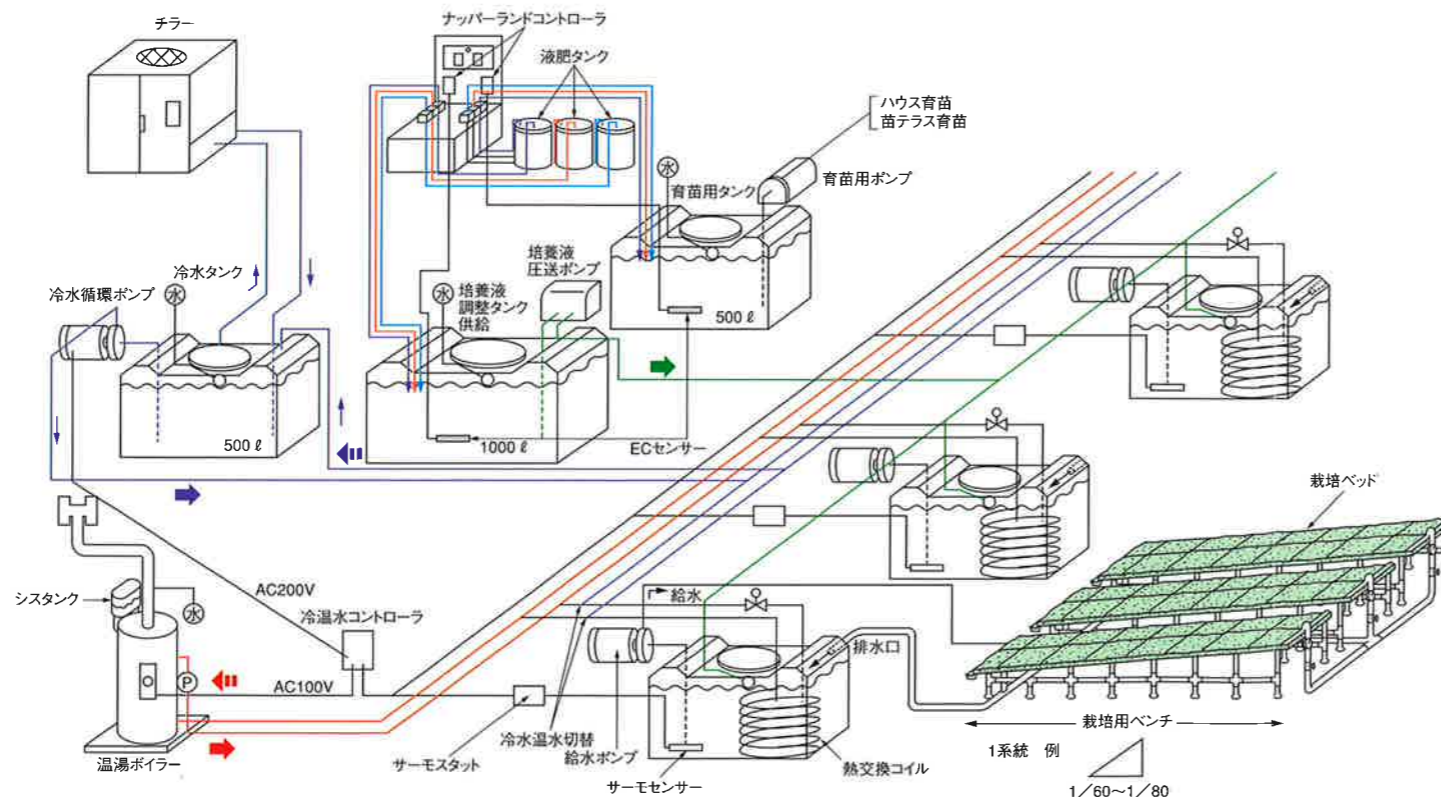 チラー
ナッパーランドコントローラ
液肥タンク
ハウス育苗
苗テラス育苗
水
育苗用タンク
育苗用ポンプ
500ℓ
冷水タンク
冷水循環ポンプ
水
500ℓ
水
培養液
調整タンク
供給
培養液
圧送ポンプ
1000ℓ
ECセンサー
シスタンク
水
AC200V
冷温水コントローラ
AC100V
P
温湯ボイラー
サーモスタット
冷水温水切替
給水ポンプ
給水
サーモセンサー
排水口
熱交換コイル
栽培ベッド
栽培用ベンチ
1系統 例
1/60~1/80